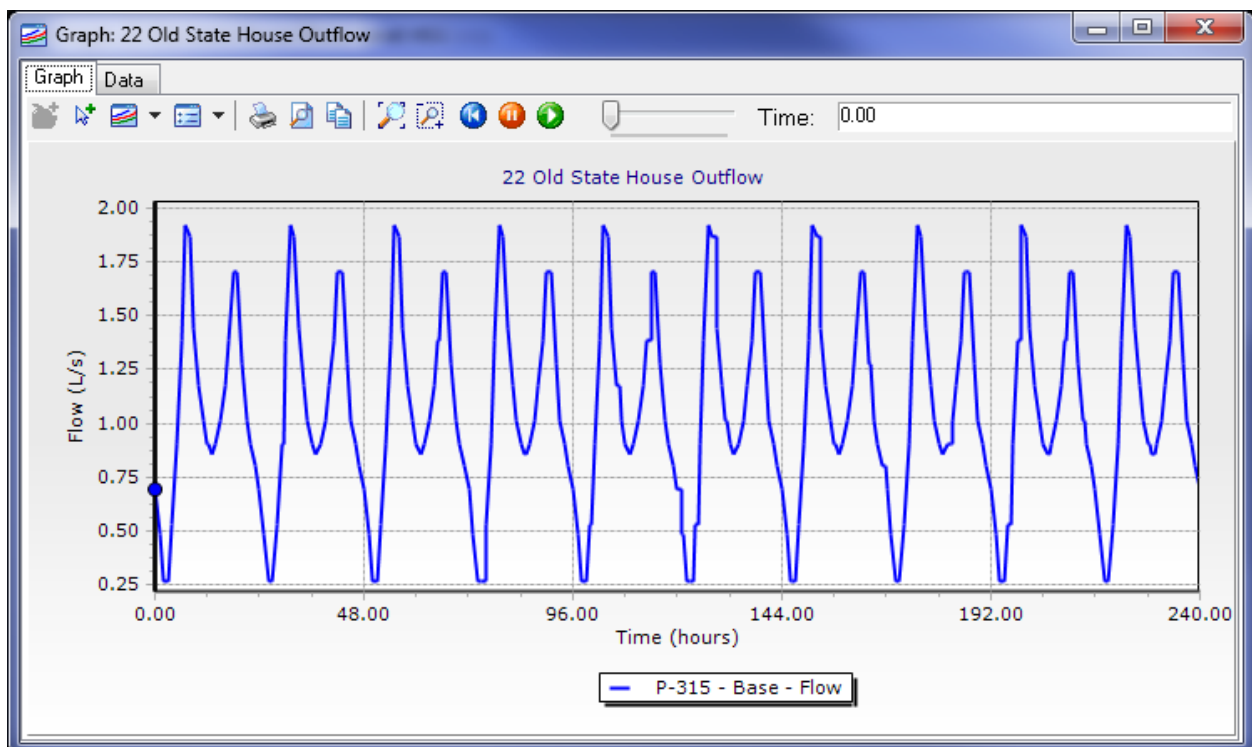 Graph: 22 Old State House Outflow
Graph Data
Time: 0.00
22 Old State House Outflow
2.00
1.75
1.50
1.25
1.00
0.75
0.50
0.25
Flow (L/s)
0.00 48.00 96.00 144.00 192.00 240.00
Time (hours)
P-315 - Base - Flow